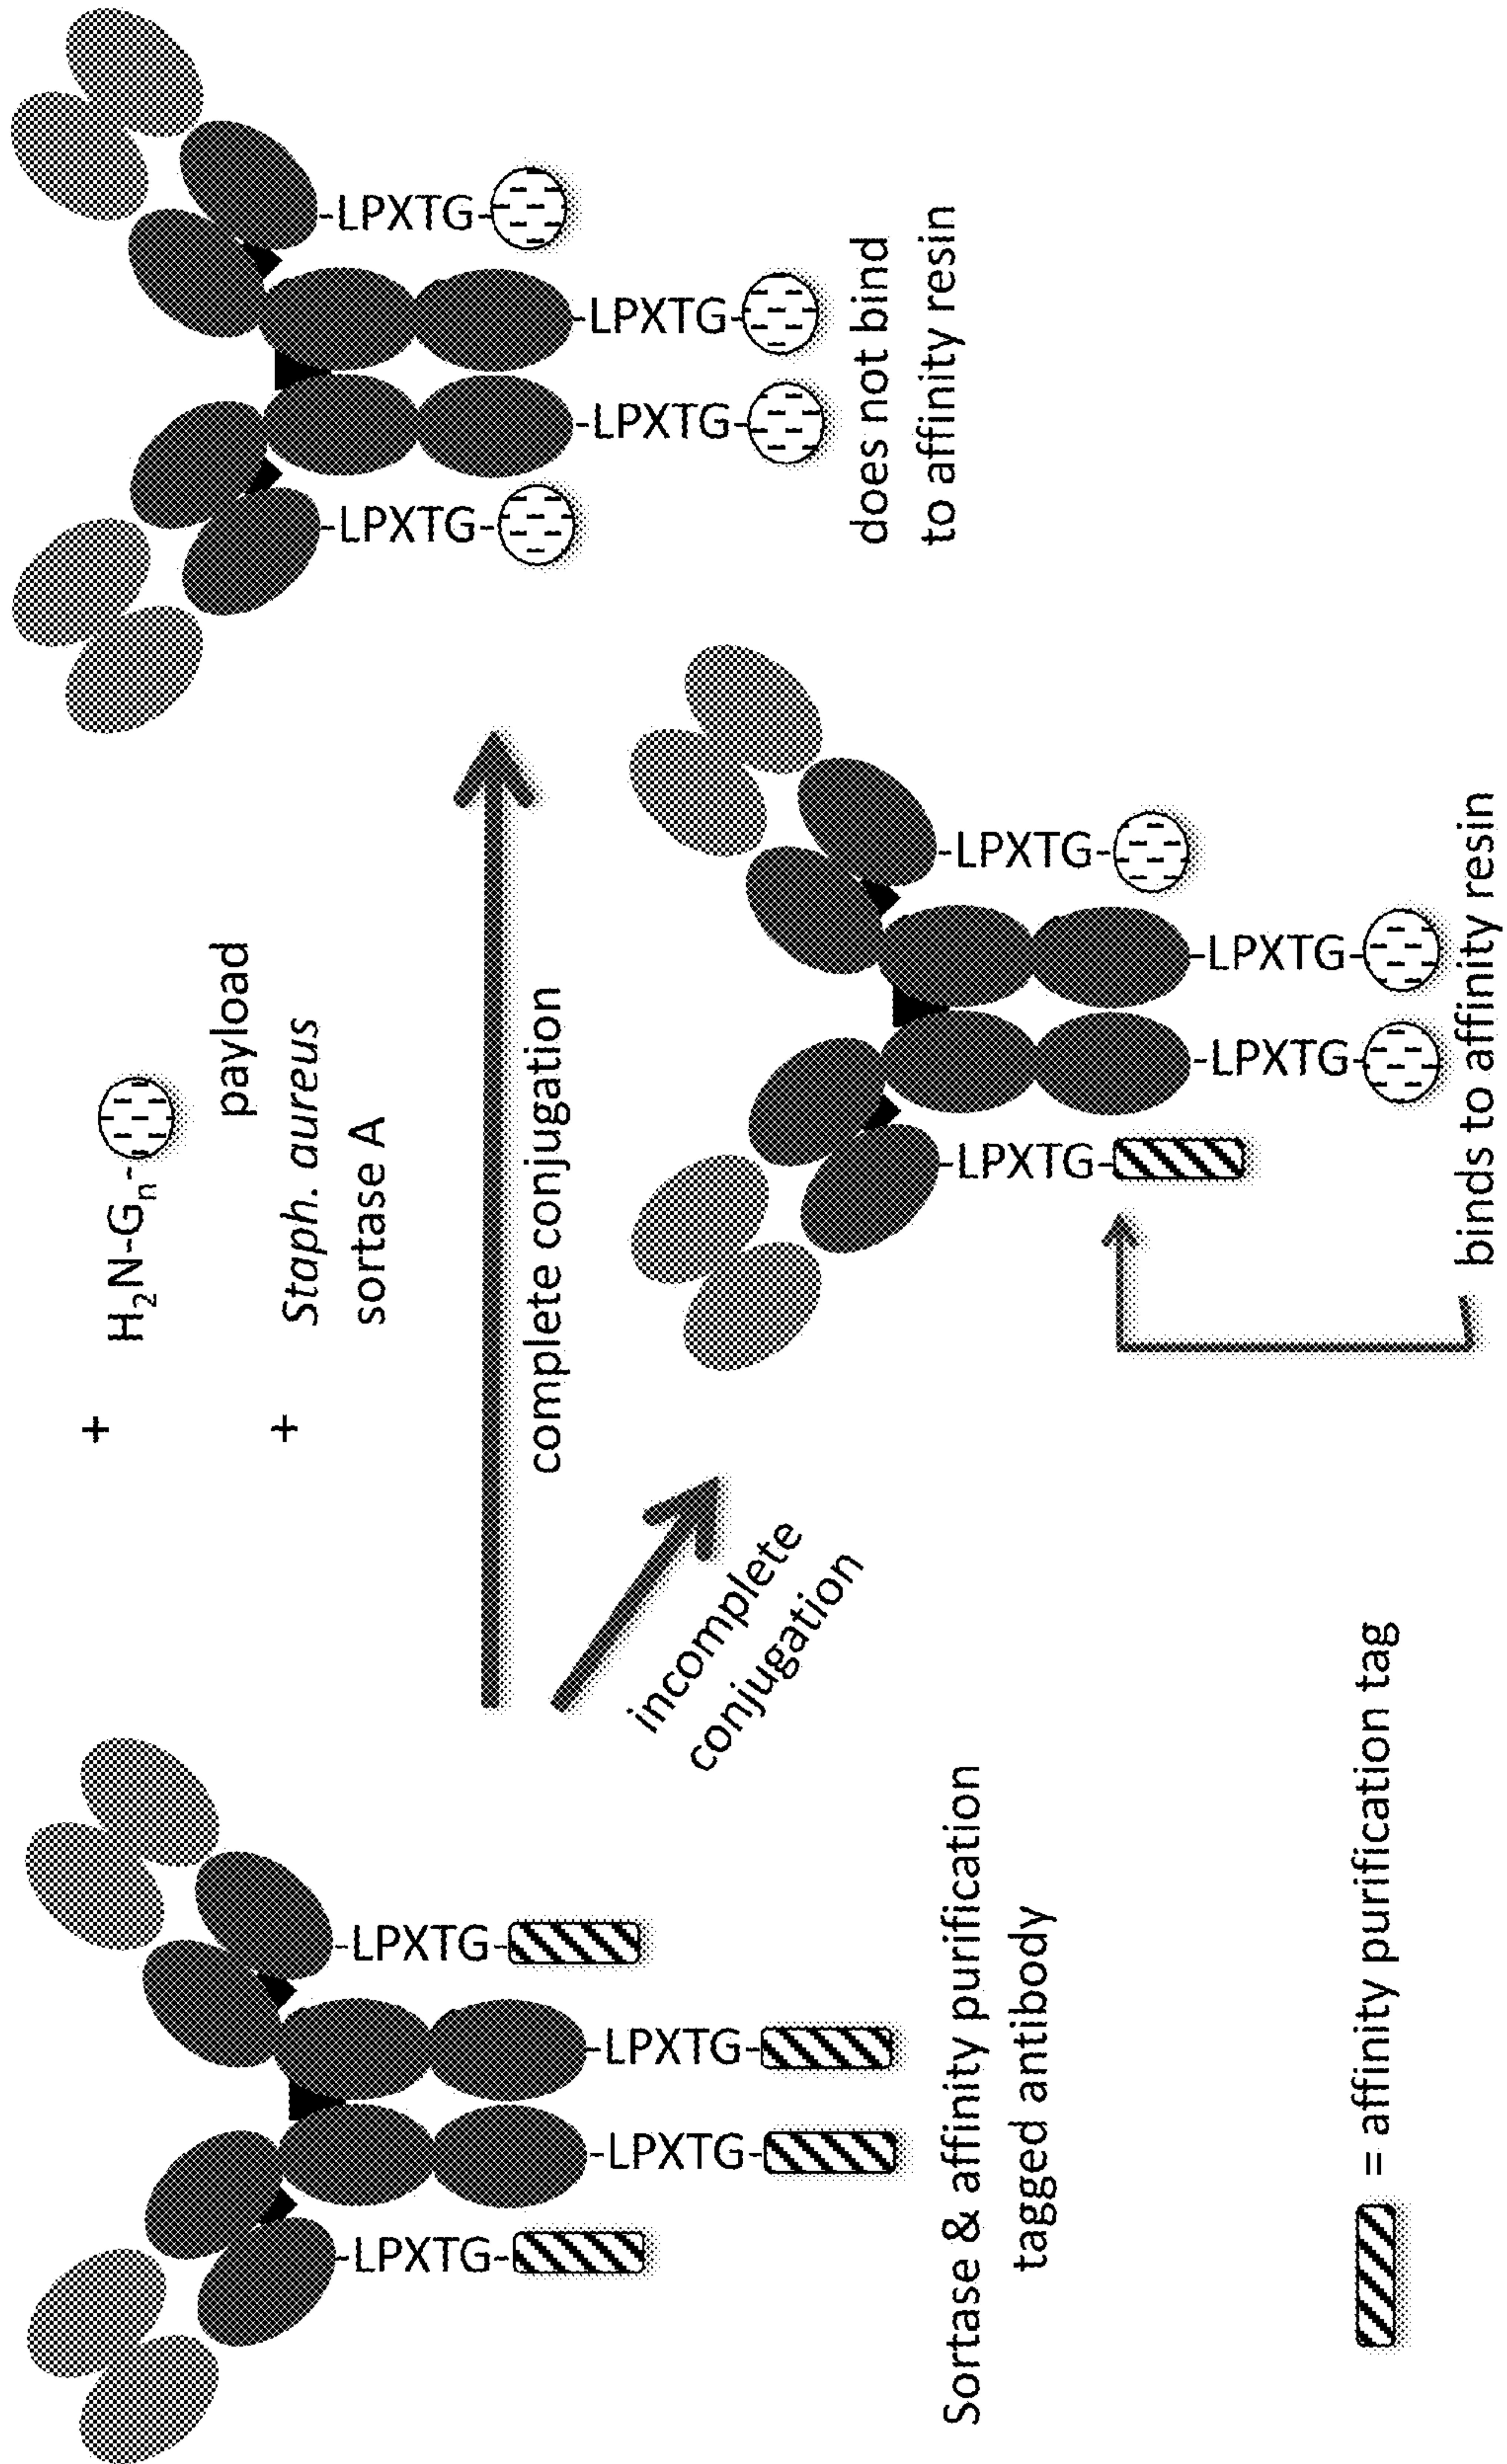 + H₂N-Gₙ-
payload
+ Staph. aureus
sortase A
-LPXTG-
-LPXTG-
-LPXTG-
-LPXTG-
Sortase & affinity purification
tagged antibody
complete conjugation
incomplete
conjugation
-LPXTG-
-LPXTG-
-LPXTG-
-LPXTG-
does not bind
to affinity resin
-LPXTG-
-LPXTG-
-LPXTG-
-LPXTG-
binds to affinity resin
= affinity purification tag